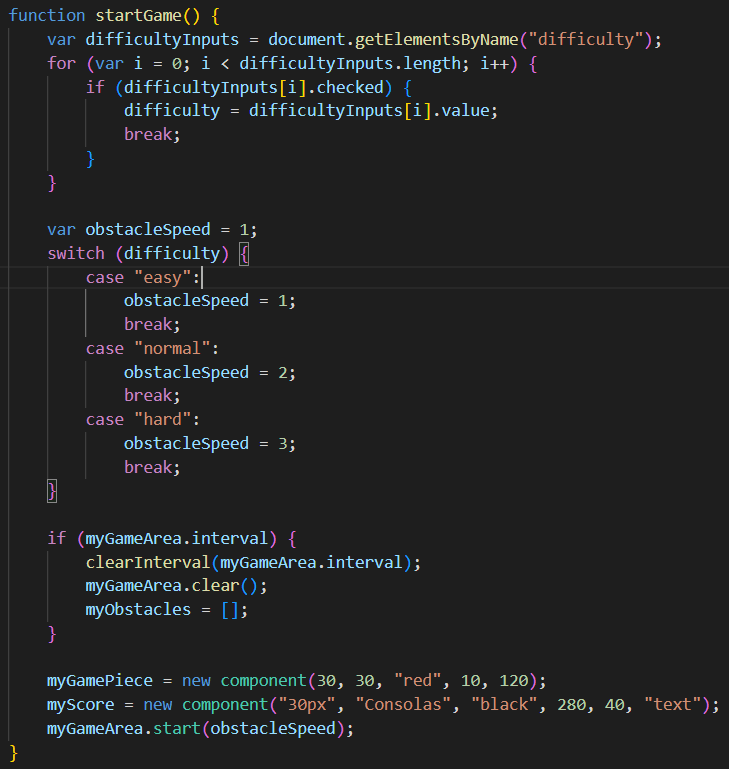 function startGame() {
    var difficultyInputs = document.getElementsByName("difficulty");
    for (var i = 0; i < difficultyInputs.length; i++) {
        if (difficultyInputs[i].checked) {
            difficulty = difficultyInputs[i].value;
            break;
        }
    }

    var obstacleSpeed = 1;
    switch (difficulty) {
        case "easy":
            obstacleSpeed = 1;
            break;
        case "normal":
            obstacleSpeed = 2;
            break;
        case "hard":
            obstacleSpeed = 3;
            break;
    }

    if (myGameArea.interval) {
        clearInterval(myGameArea.interval);
        myGameArea.clear();
        myObstacles = [];
    }

    myGamePiece = new component(30, 30, "red", 10, 120);
    myScore = new component("30px", "Consolas", "black", 280, 40, "text");
    myGameArea.start(obstacleSpeed);
}